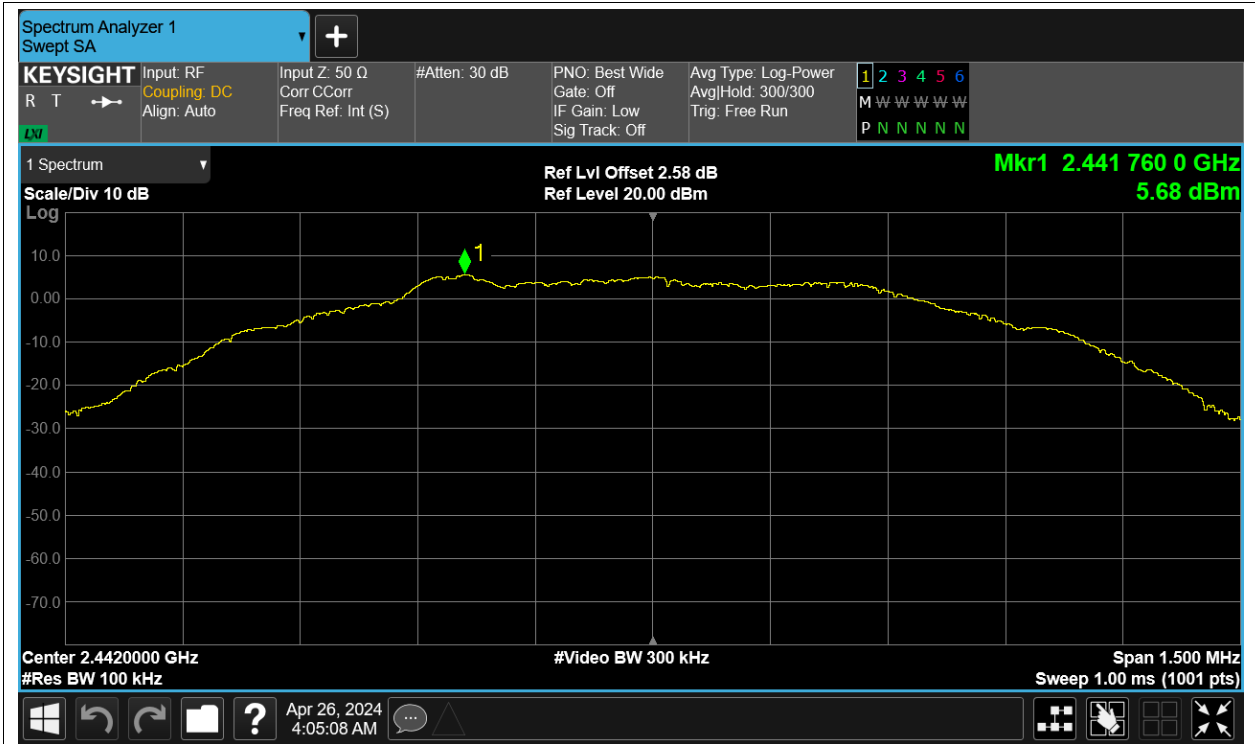 Spectrum Analyzer 1
Swept SA
KEYSIGHT
R T
LXI
Input: RF
Coupling: DC
Align: Auto
Input Z: 50 Ω
Corr CCorr
Freq Ref: Int (S)
#Atten: 30 dB
PNO: Best Wide
Gate: Off
IF Gain: Low
Sig Track: Off
Avg Type: Log-Power
Avg|Hold: 300/300
Trig: Free Run
1 2 3 4 5 6
M W W W W W
P N N N N N
1 Spectrum
Scale/Div 10 dB
Log
Ref Lvl Offset 2.58 dB
Ref Level 20.00 dBm
Mkr1 2.441 760 0 GHz
5.68 dBm
1
10.0
0.00
-10.0
-20.0
-30.0
-40.0
-50.0
-60.0
-70.0
Center 2.4420000 GHz
#Res BW 100 kHz
#Video BW 300 kHz
Span 1.500 MHz
Sweep 1.00 ms (1001 pts)
?
Apr 26, 2024
4:05:08 AM